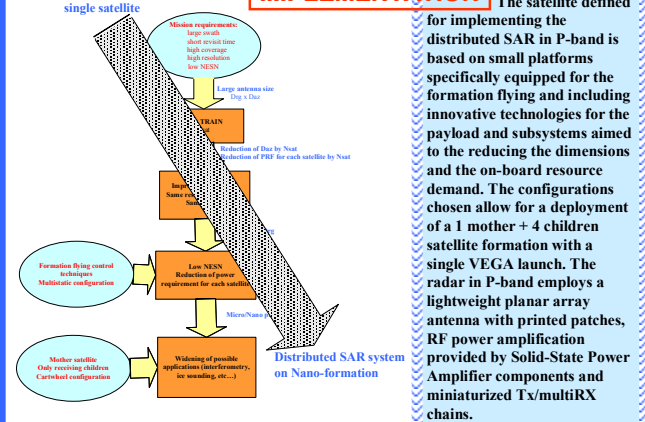 single satellite
Mission requirements:
large swath
short revisit time
high coverage
high resolution
low NESN
Large antenna size
Drg x Daz
TRAIN
Reduction of Daz by Nsat
Reduction of PRF for each satellite by Nsat
Same
Low NESN
Reduction of power
requirement for each satellite
Formation flying control
techniques
Multistatic configuration
Micro/Nano
Mother satellite
Only receiving children
Cartwheel configuration
Widening of possible
applications (interferometry,
ice sounding, etc…)
Distributed SAR system
on Nano-formation
The satellite defined
for implementing the
distributed SAR in P-band is
based on small platforms
specifically equipped for the
formation flying and including
innovative technologies for the
payload and subsystems aimed
to the reducing the dimensions
and the on-board resource
demand. The configurations
chosen allow for a deployment
of a 1 mother + 4 children
satellite formation with a
single VEGA launch. The
radar in P-band employs a
lightweight planar array
antenna with printed patches,
RF power amplification
provided by Solid-State Power
Amplifier components and
miniaturized Tx/multiRX
chains.